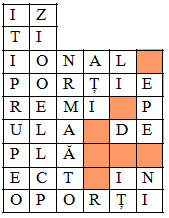 I Z
T I
I O N A L
P O R Ț I E
R E M I P
U L A D E
P L Ă
E C T I N
O P O R Ț I